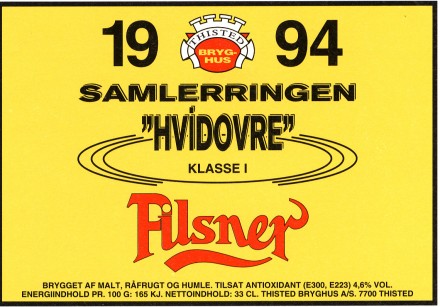 19 94
THISTED
BRYG-
HUS
SAMLERRINGEN
"HVIDOVRE"
KLASSE I
Pilsner
BRYGGET AF MALT, RÅFRUGT OG HUMLE. TILSAT ANTIOXIDANT (E300, E223) 4,6% VOL.
ENERGIINDHOLD PR. 100 G: 165 KJ. NETTOINDHOLD: 33 CL. THISTED BRYGHUS A/S. 7700 THISTED